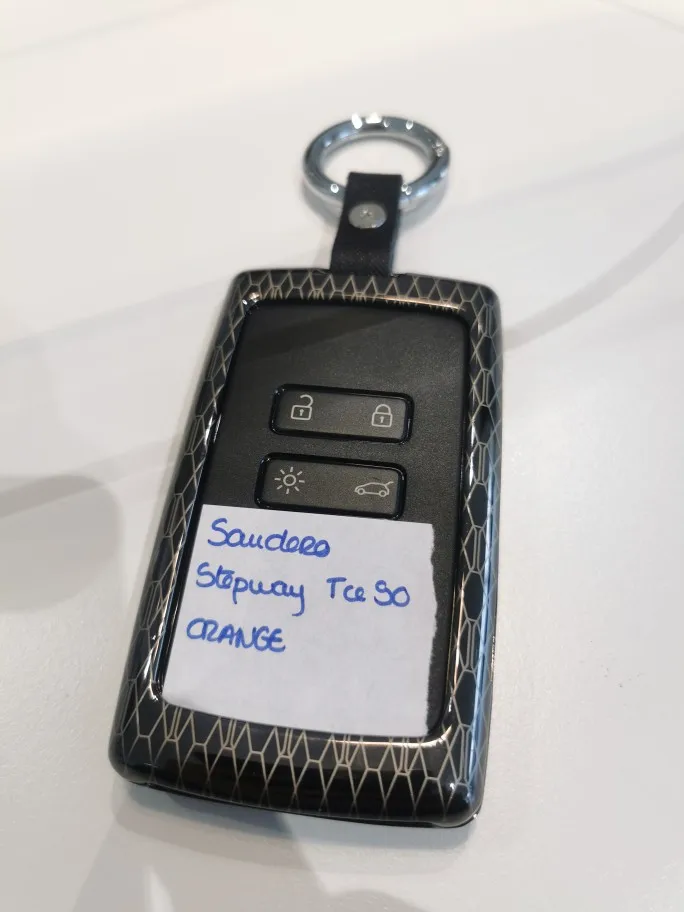 Sandero
Stepway Tce 90
ORANGE